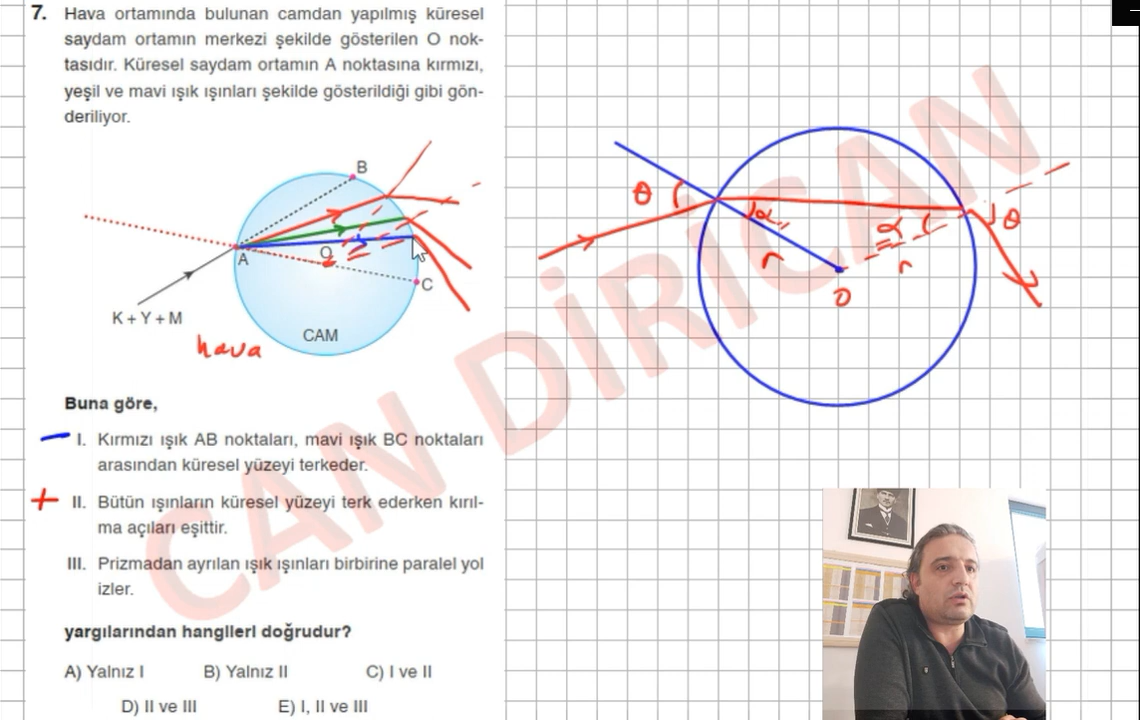 7. Hava ortamında bulunan camdan yapılmış küresel
saydam ortamın merkezi şekilde gösterilen O nok-
tasıdır. Küresel saydam ortamın A noktasına kırmızı,
yeşil ve mavi ışık ışınları şekilde gösterildiği gibi gön-
deriliyor.
B
A
O
C
K+Y+M
CAM
hava
θ
α
α
θ
r
r
O
CAN DİRİCAN
Buna göre,
I. Kırmızı ışık AB noktaları, mavi ışık BC noktaları
arasından küresel yüzeyi terkeder.
II. Bütün ışınların küresel yüzeyi terk ederken kırıl-
ma açıları eşittir.
III. Prizmadan ayrılan ışık ışınları birbirine paralel yol
izler.
yargılarından hangileri doğrudur?
A) Yalnız I B) Yalnız II C) I ve II
D) II ve III E) I, II ve III